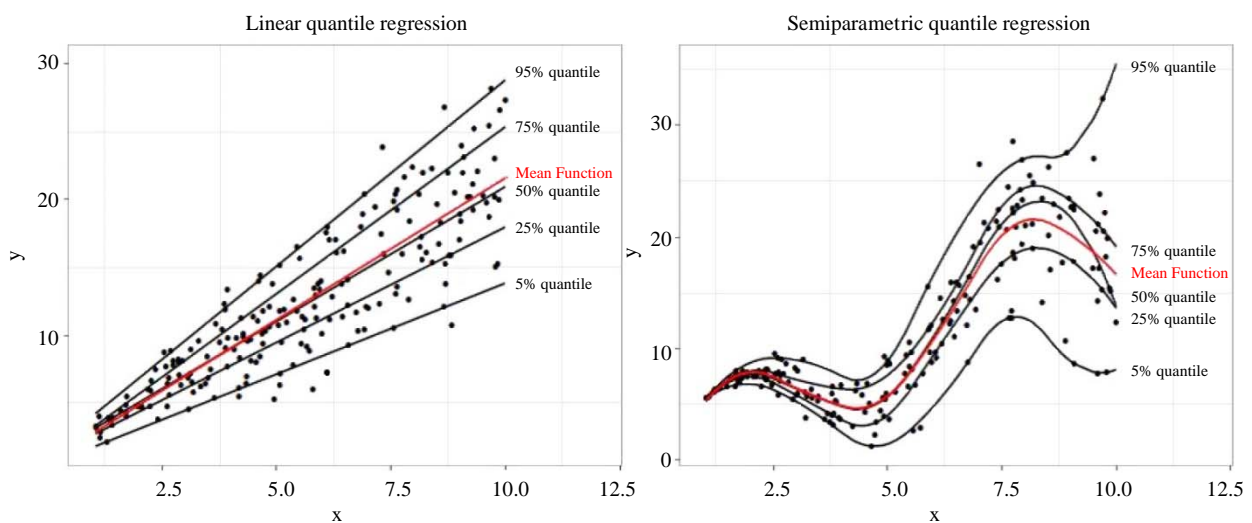 Linear quantile regression
30
20
10
y
2.5
5.0
7.5
10.0
12.5
x
95% quantile
75% quantile
Mean Function
50% quantile
25% quantile
5% quantile
Semiparametric quantile regression
30
20
10
0
y
2.5
5.0
7.5
10.0
12.5
x
95% quantile
75% quantile
Mean Function
50% quantile
25% quantile
5% quantile